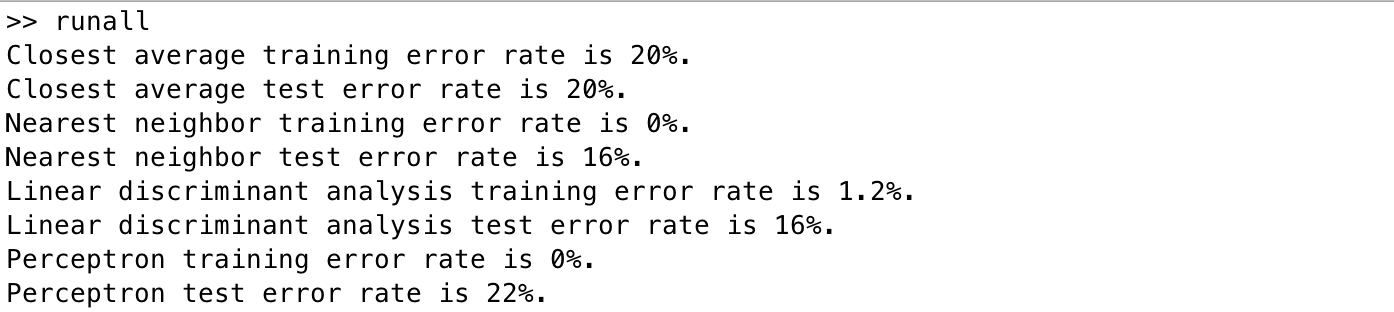 >> runall
Closest average training error rate is 20%.
Closest average test error rate is 20%.
Nearest neighbor training error rate is 0%.
Nearest neighbor test error rate is 16%.
Linear discriminant analysis training error rate is 1.2%.
Linear discriminant analysis test error rate is 16%.
Perceptron training error rate is 0%.
Perceptron test error rate is 22%.